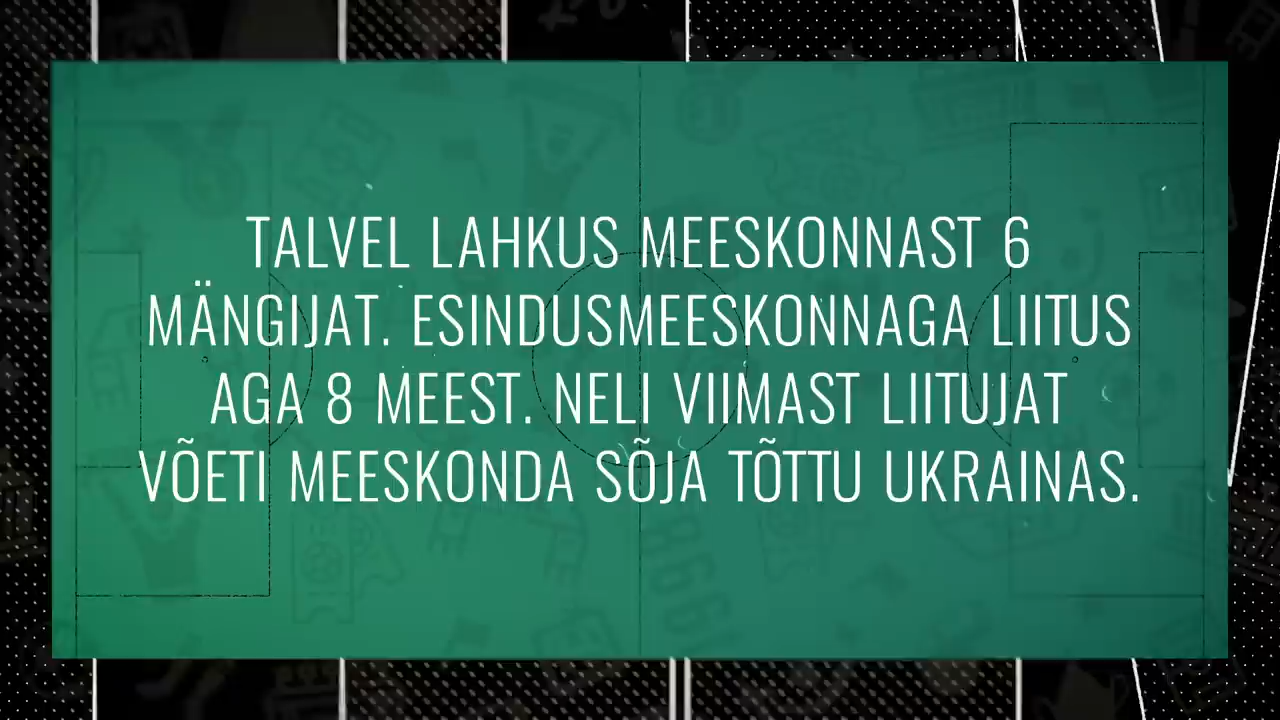 TALVEL LAHKUS MEESKONNAST 6
MÄNGIJAT. ESINDUSMEESKONNAGA LIITUS
AGA 8 MEEST. NELI VIIMAST LIITUJAT
VÕETI MEESKONDA SÕJA TÕTTU UKRAINAS.